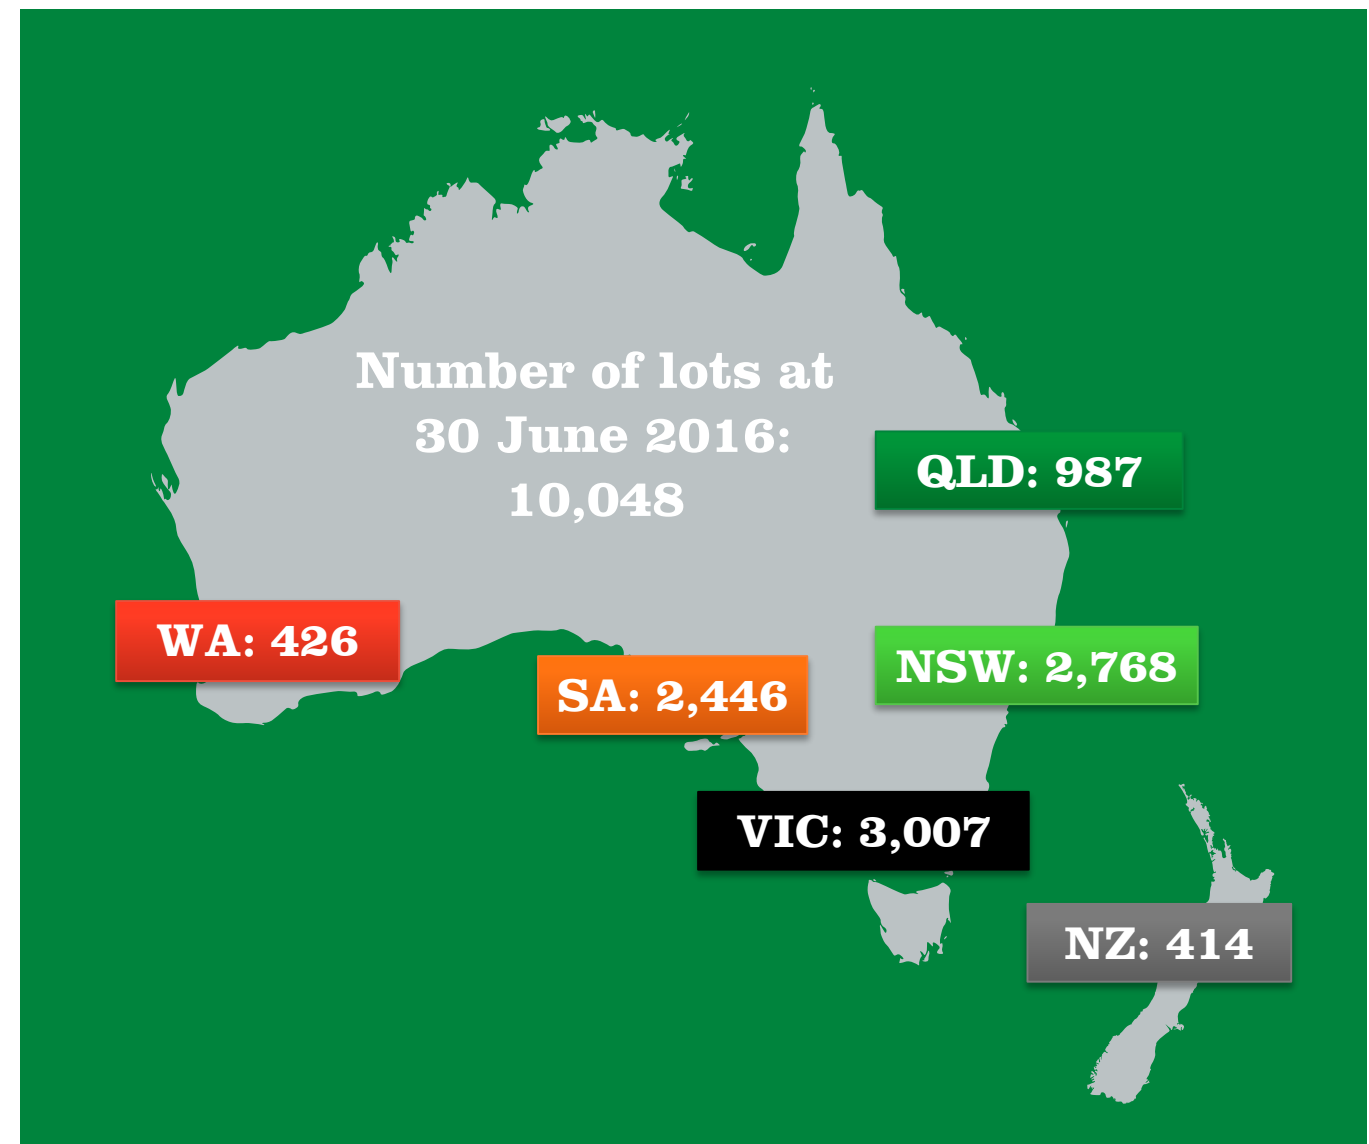 Number of lots at
30 June 2016:
10,048
QLD: 987
WA: 426
NSW: 2,768
SA: 2,446
VIC: 3,007
NZ: 414